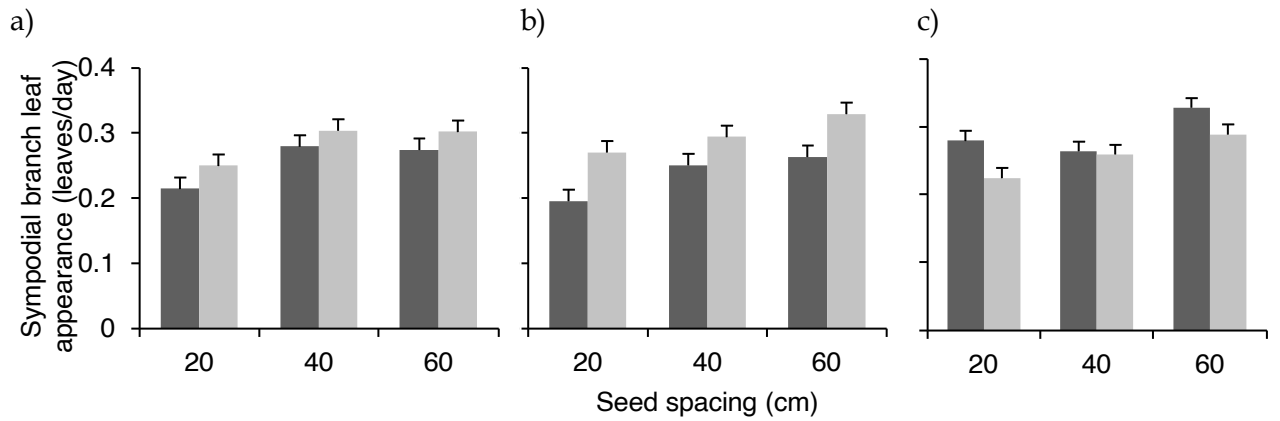 a)
b)
c)
Sympodial branch leaf
appearance (leaves/day)
0.4
0.3
0.2
0.1
0
20 40 60
20 40 60
20 40 60
Seed spacing (cm)